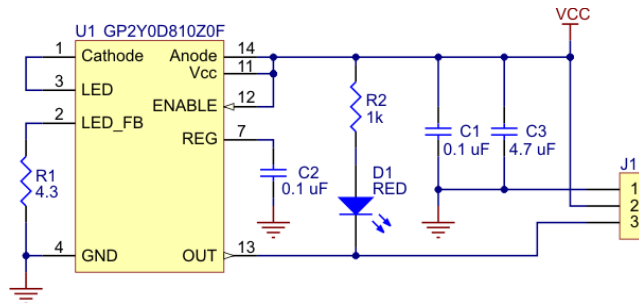 VCC
U1 GP2Y0D810Z0F
1 Cathode Anode 14
Vcc 11
3 LED
ENABLE 12
2 LED_FB
REG 7
R1
4.3
C2
0.1 uF
R2
1k
D1
RED
C1
0.1 uF
C3
4.7 uF
J1
1
2
3
4 GND OUT 13